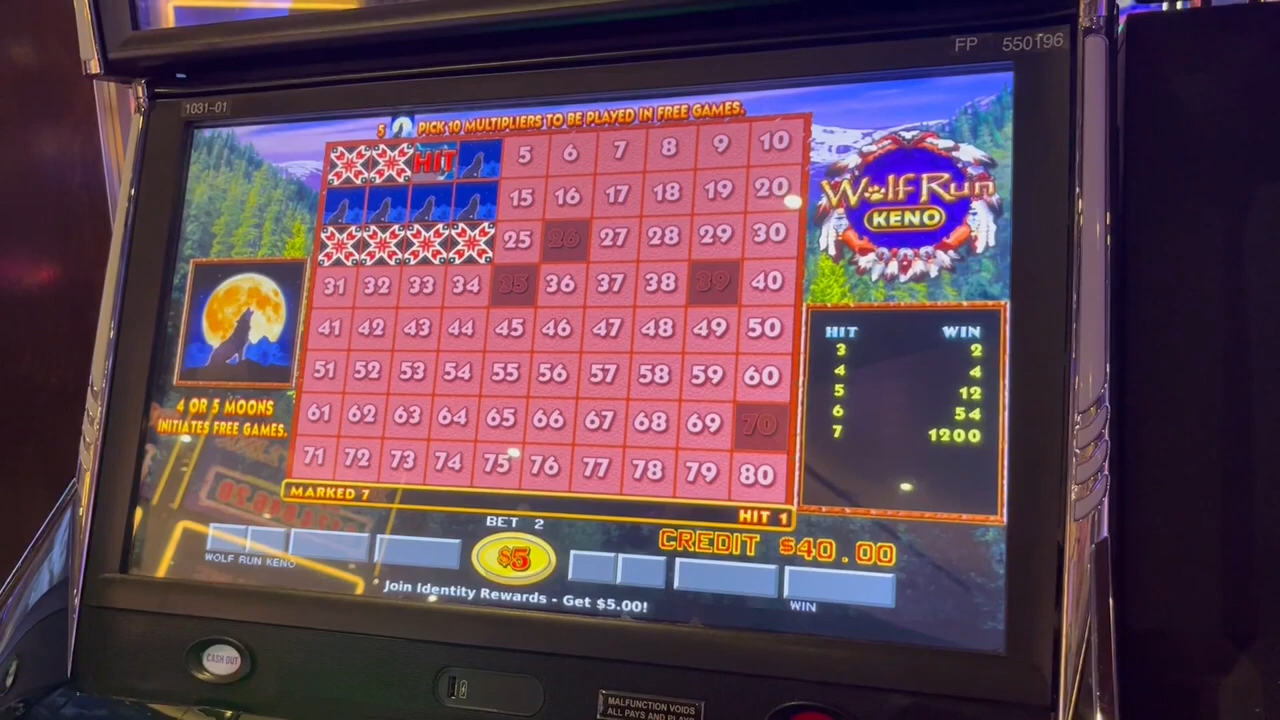 FP 550196
1031-01
5 PICK 10 MULTIPLIERS TO BE PLAYED IN FREE GAMES.
HIT 5 6 7 8 9 10
15 16 17 18 19 20
25 26 27 28 29 30
31 32 33 34 35 36 37 38 39 40
41 42 43 44 45 46 47 48 49 50
51 52 53 54 55 56 57 58 59 60
61 62 63 64 65 66 67 68 69 70
71 72 73 74 75 76 77 78 79 80
MARKED 7
HIT 1
4 OR 5 MOONS
INITIATES FREE GAMES.
Wolf Run
KENO
HIT WIN
3 2
4 4
5 12
6 54
7 1200
BET 2
$5
CREDIT $40.00
WOLF RUN KENO
WIN
Join Identity Rewards - Get $5.00!
CASH OUT
MALFUNCTION VOIDS
ALL PAYS AND PLAYS